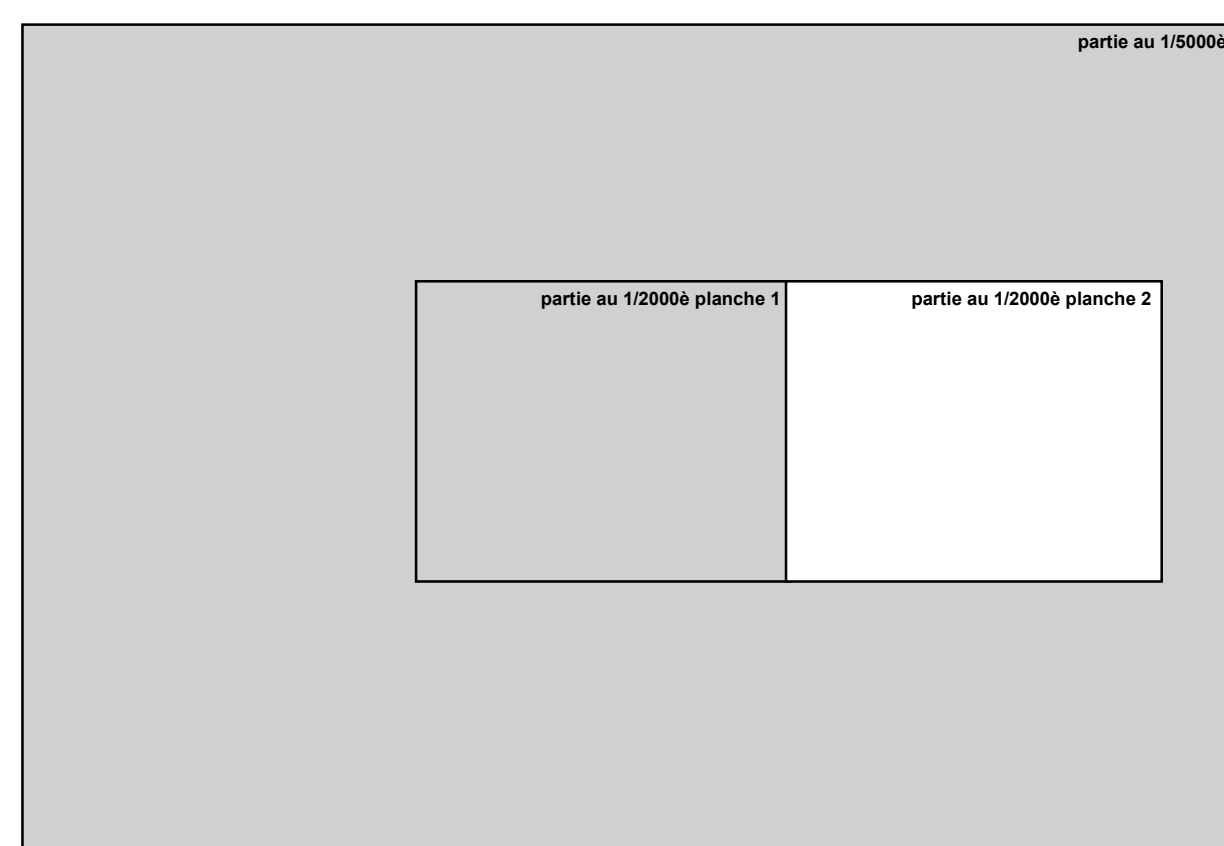 partie au 1/5000è
partie au 1/2000è planche 1
partie au 1/2000è planche 2